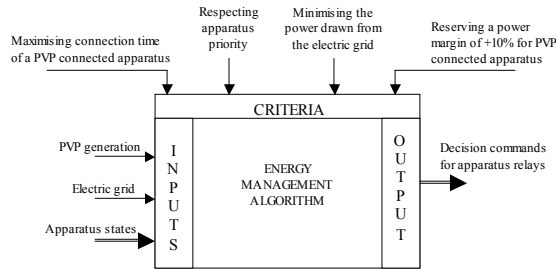 Maximising connection time
of a PVP connected apparatus
Respecting
apparatus
priority
Minimising the
power drawn from
the electric grid
Reserving a power
margin of +10% for PVP
connected apparatus
CRITERIA
PVP generation
Electric grid
Apparatus states
INPUTS
ENERGY
MANAGEMENT
ALGORITHM
OUTPUT
Decision commands
for apparatus relays